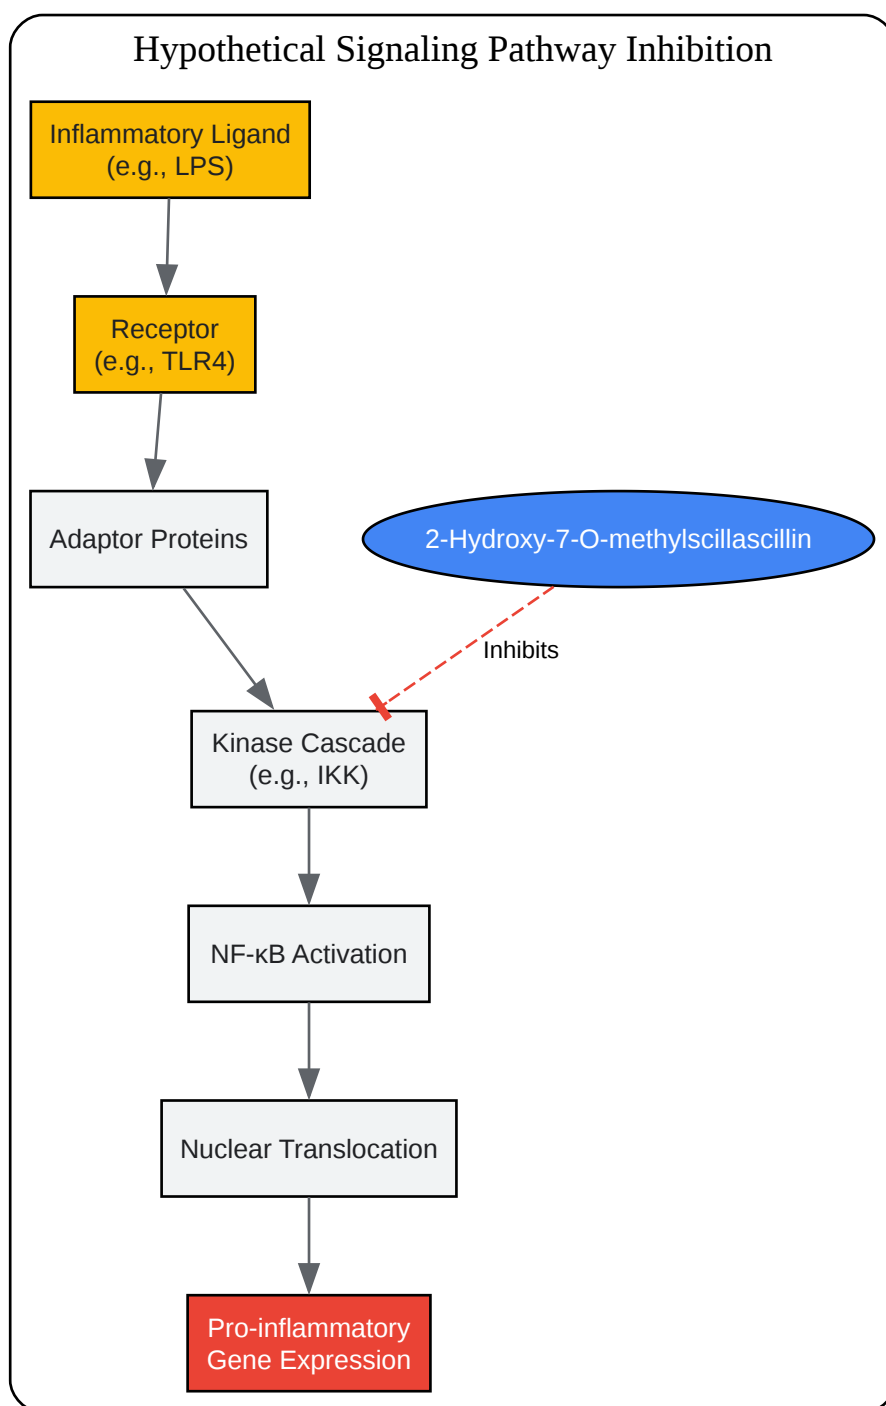 Hypothetical Signaling Pathway Inhibition
Inflammatory Ligand
(e.g., LPS)
Receptor
(e.g., TLR4)
Adaptor Proteins
2-Hydroxy-7-O-methylscillascillin
Inhibits
Kinase Cascade
(e.g., IKK)
NF-κB Activation
Nuclear Translocation
Pro-inflammatory
Gene Expression